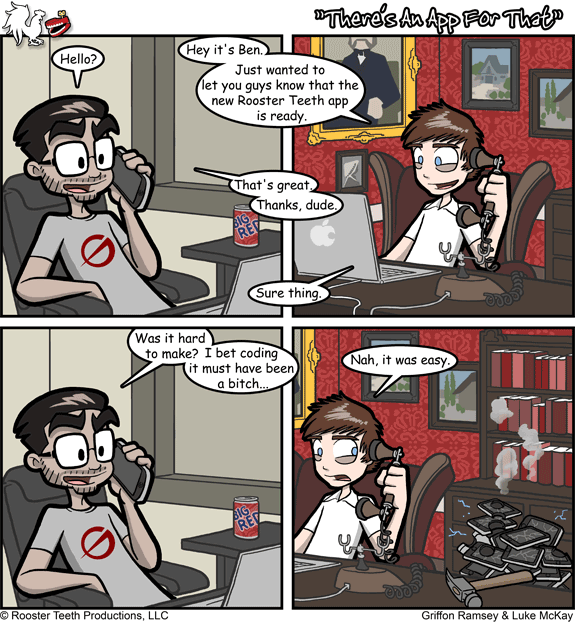 "There's An App For That"
Hello?
Hey it's Ben.
Just wanted to
let you guys know that the
new Rooster Teeth app
is ready.
That's great.
Thanks, dude.
Sure thing.
BIG
RED
Was it hard
to make? I bet coding
it must have been
a bitch...
Nah, it was easy.
BIG
RED
© Rooster Teeth Productions, LLC
Griffon Ramsey & Luke McKay